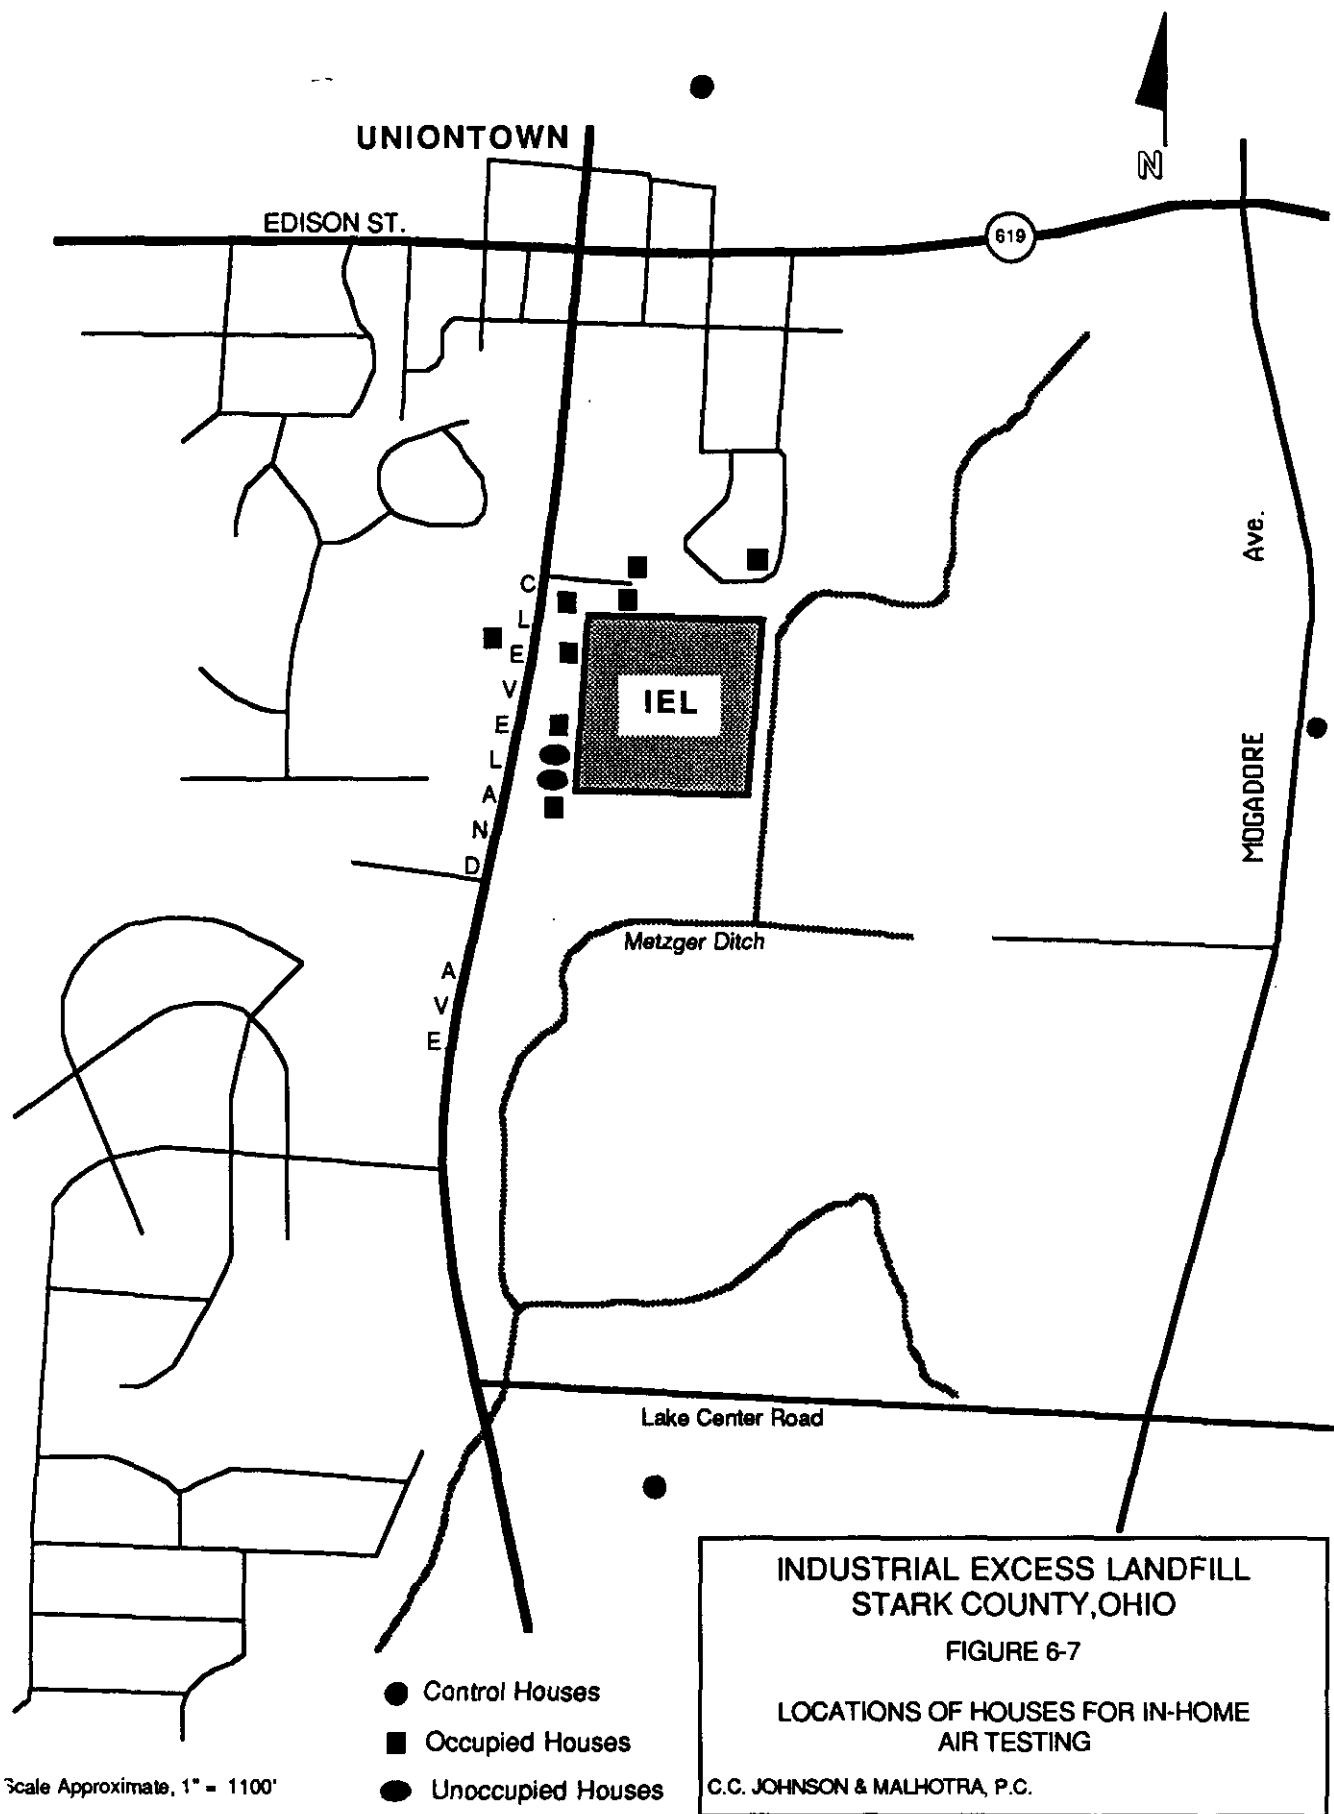 UNIONTOWN
N
EDISON ST.
619
CLEVELAND AVE
IEL
MOGADORE Ave.
Metzger Ditch
Lake Center Road
Control Houses
Occupied Houses
Unoccupied Houses
Scale Approximate, 1" = 1100'
INDUSTRIAL EXCESS LANDFILL
STARK COUNTY,OHIO
FIGURE 6-7
LOCATIONS OF HOUSES FOR IN-HOME
AIR TESTING
C.C. JOHNSON & MALHOTRA, P.C.